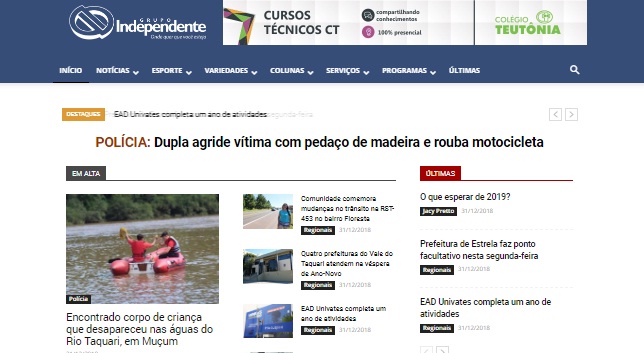 GRUPO
Independente
Onde quer que você esteja
CURSOS
TÉCNICOS CT
compartilhando
conhecimentos
100% presencial
COLÉGIO
TEUTÔNIA
INÍCIO NOTÍCIAS ESPORTE VARIEDADES COLUNAS SERVIÇOS PROGRAMAS ÚLTIMAS
DESTAQUES EAD Univates completa um ano de atividades segunda-feira
POLÍCIA: Dupla agride vítima com pedaço de madeira e rouba motocicleta
EM ALTA
Polícia
Encontrado corpo de criança
que desapareceu nas águas do
Rio Taquari, em Muçum
Comunidade comemora
mudanças no trânsito na RST-
453 no bairro Floresta
Regionais 31/12/2018
Quatro prefeituras do Vale do
Taquari atendem na véspera
de Ano-Novo
Regionais 31/12/2018
EAD Univates completa um
ano de atividades
Regionais 31/12/2018
ÚLTIMAS
O que esperar de 2019?
Jacy Pretto 31/12/2018
Prefeitura de Estrela faz ponto
facultativo nesta segunda-feira
Regionais 31/12/2018
EAD Univates completa um ano de
atividades
Regionais 31/12/2018